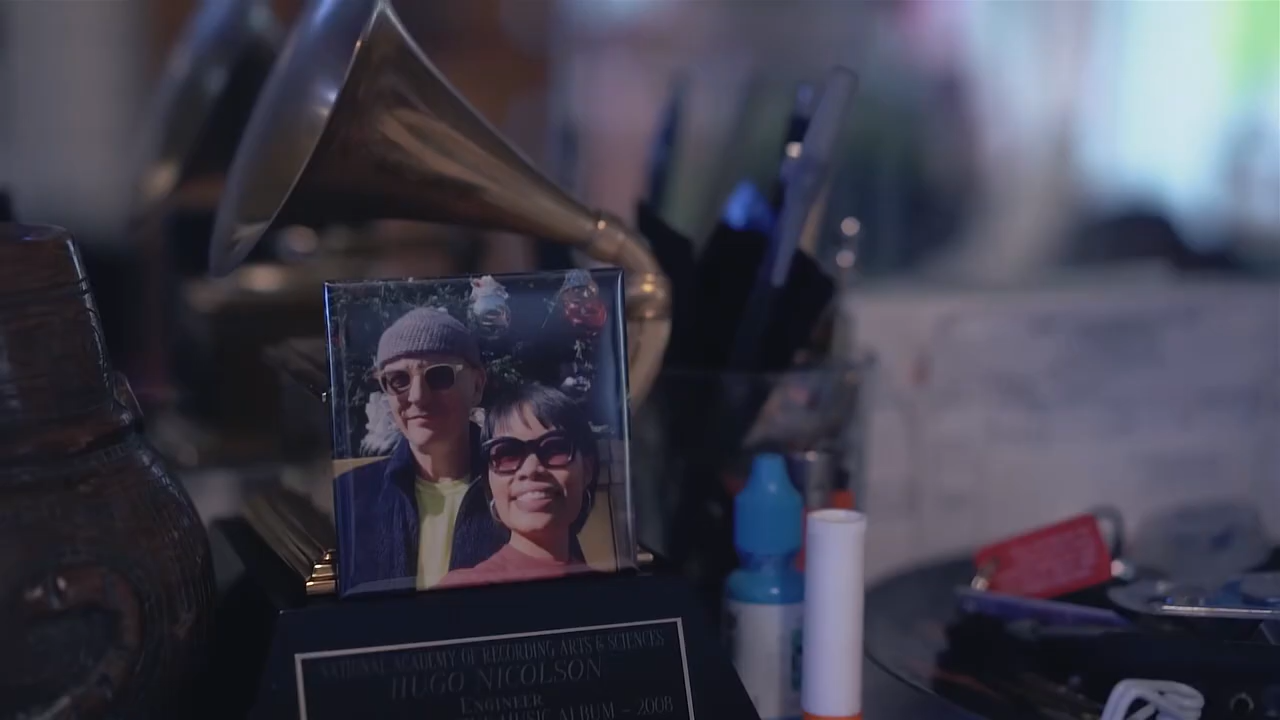 NATIONAL ACADEMY OF RECORDING ARTS & SCIENCES
HUGO NICOLSON
ENGINEER
MUSIC ALBUM – 2008